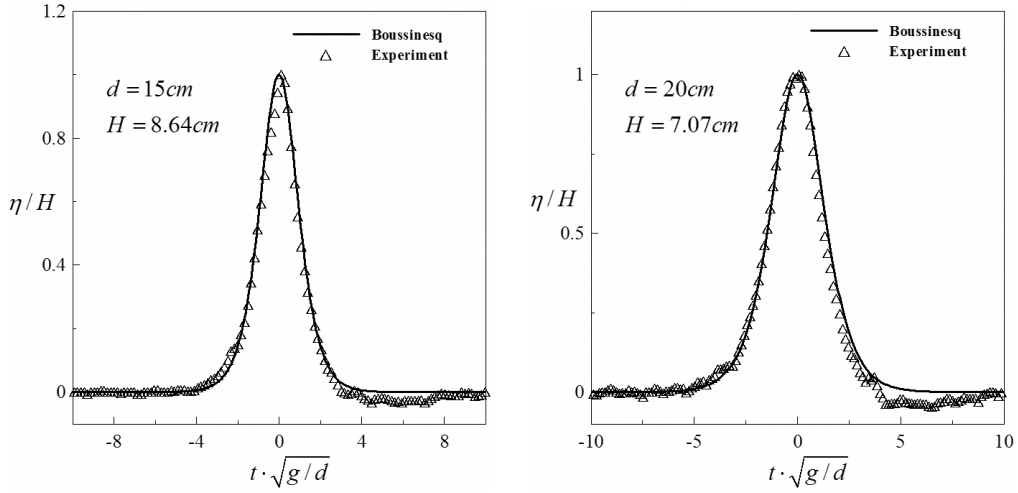 1.2
0.8
0.4
0
η/H
Boussinesq
Experiment
d = 15cm
H = 8.64cm
-8 -4 0 4 8
t·√g/d
1
0.5
0
η/H
Boussinesq
Experiment
d = 20cm
H = 7.07cm
-10 -5 0 5 10
t·√g/d